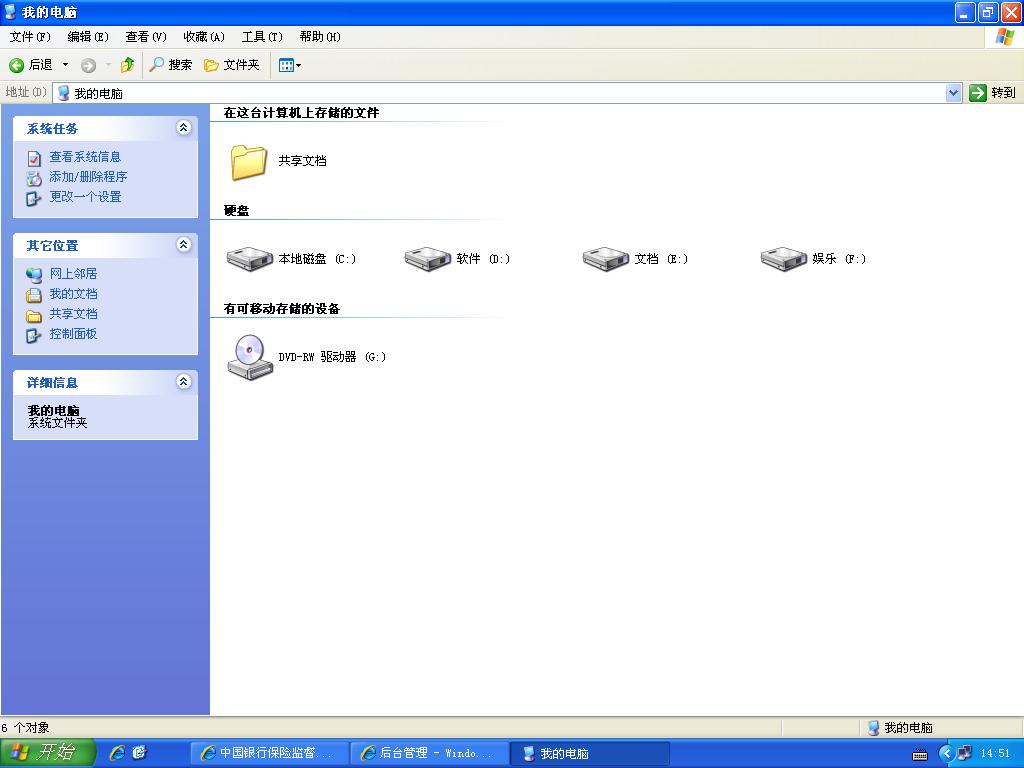 我的电脑
文件(F) 编辑(E) 查看(V) 收藏(A) 工具(T) 帮助(H)
后退 搜索 文件夹
地址(D) 我的电脑 转到
系统任务
查看系统信息
添加/删除程序
更改一个设置
其它位置
网上邻居
我的文档
共享文档
控制面板
详细信息
我的电脑
系统文件夹
在这台计算机上存储的文件
共享文档
硬盘
本地磁盘 (C:) 软件 (D:) 文档 (E:) 娱乐 (F:)
有可移动存储的设备
DVD-RW 驱动器 (G:)
6 个对象 我的电脑
开始 中国银行保险监督... 后台管理 - Windo... 我的电脑 14:51